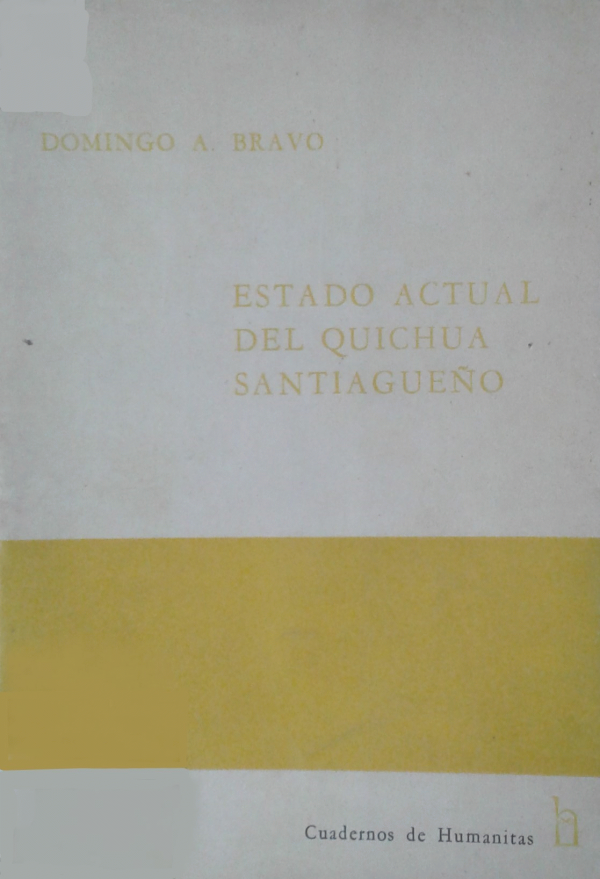 DOMINGO A. BRAVO
ESTADO ACTUAL
DEL QUICHUA
SANTIAGUEÑO
Cuadernos de Humanitas
h